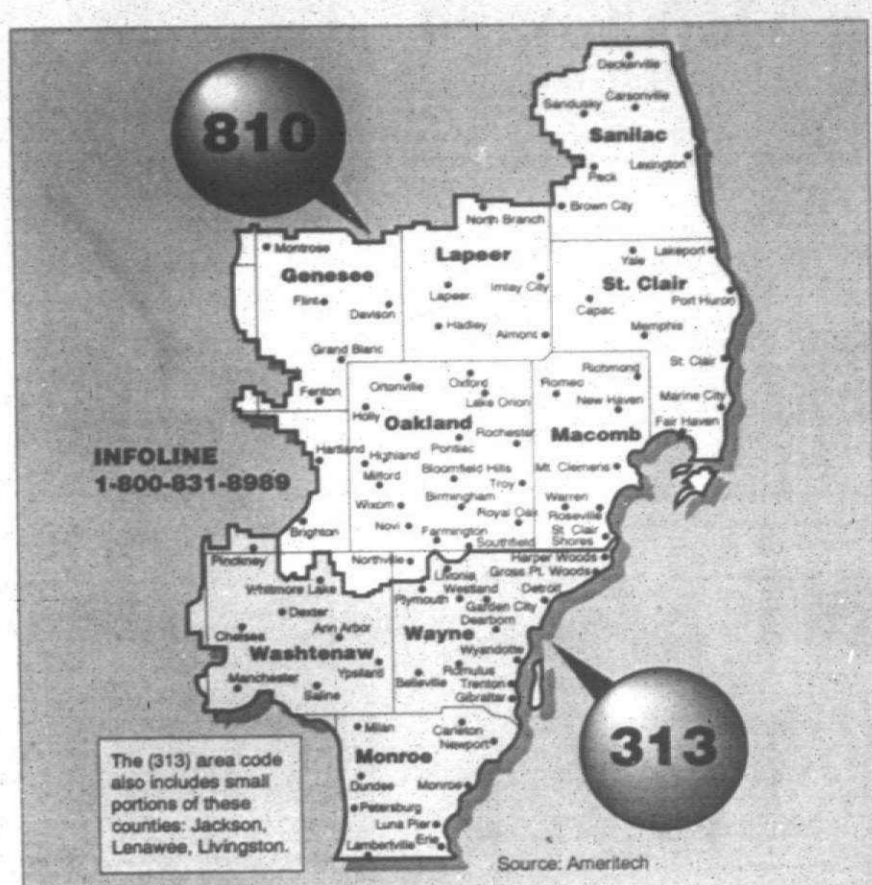 810
Deckerville
Sandusky
Carsonville
Sanilac
Lexington
Peck
Brown City
North Branch
Montrose
Lapeer
Genesee
Yale
Lakeport
Imlay City
St. Clair
Flint
Lapeer
Davison
Capac
Port Huron
Hadley
Almont
Memphis
Grand Blanc
St. Clair
Richmond
Ortonville
Oxford
Romeo
Fenton
Lake Orion
New Haven
Marine City
Holly
Oakland
Rochester
Macomb
Fair Haven
Pontiac
INFOLINE
1-800-831-8989
Hartland
Highland
Bloomfield Hills
Mt. Clemens
Milford
Troy
Birmingham
Warren
Wixom
Royal Oak
Roseville
Brighton
Novi
Farmington
St. Clair
Shores
Southfield
Pinckney
Northville
Livonia
Harper Woods
Gross Pt. Woods
Whitmore Lake
Plymouth
Westland
Detroit
Garden City
Dexter
Dearborn
Chelsea
Ann Arbor
Wayne
Washtenaw
Wyandotte
Ypsilanti
Romulus
Manchester
Belleville
Trenton
Saline
Gibraltar
Milan
Carleton
Newport
Monroe
313
The (313) area code
also includes small
portions of these
counties: Jackson,
Lenawee, Livingston.
Dundee
Monroe
Petersburg
Luna Pier
Erie
Lambertville
Source: Ameritech